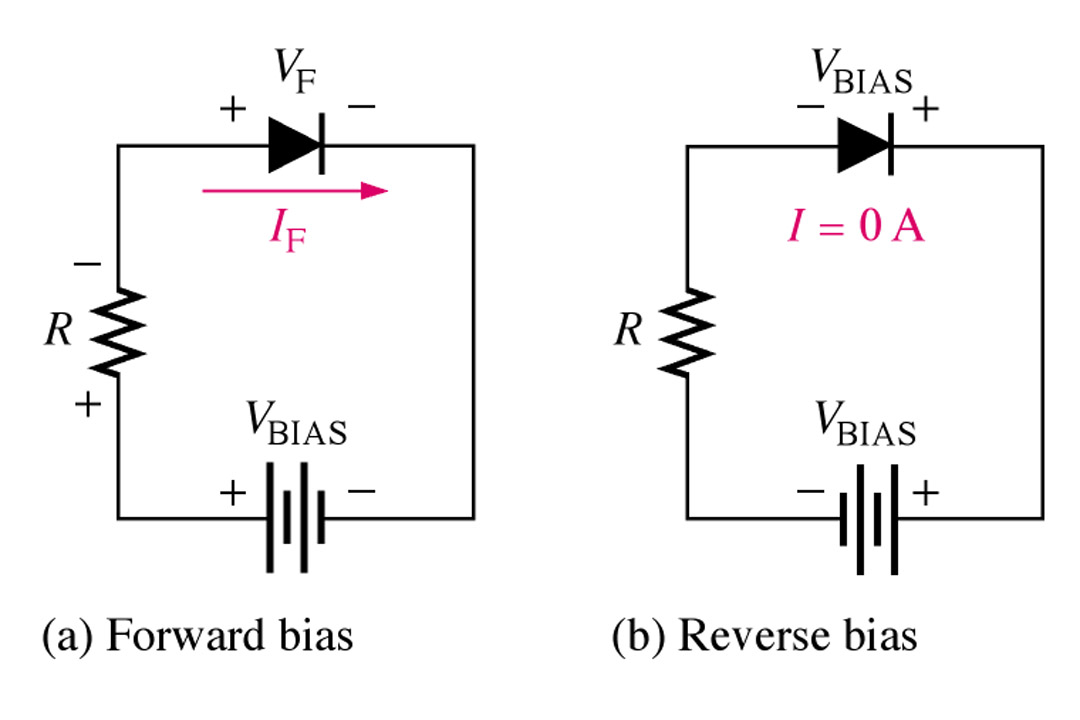 V_F
+ −
I_F
−
R
+
V_BIAS
+ −
(a) Forward bias
V_BIAS
− +
I = 0 A
R
V_BIAS
− +
(b) Reverse bias